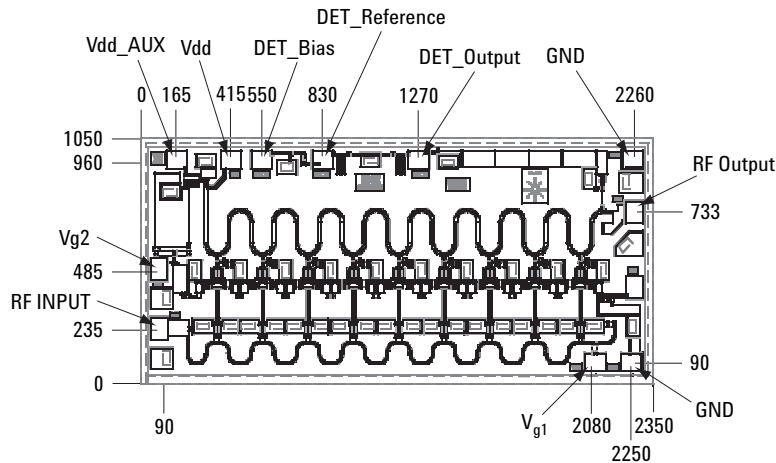 DET_Reference
Vdd_AUX Vdd DET_Bias DET_Output GND
0 165 415 550 830 1270 2260
1050
960
RF Output
733
Vg2
485
RF INPUT
235
90
0
GND
90 Vg1 2080 2350
2250